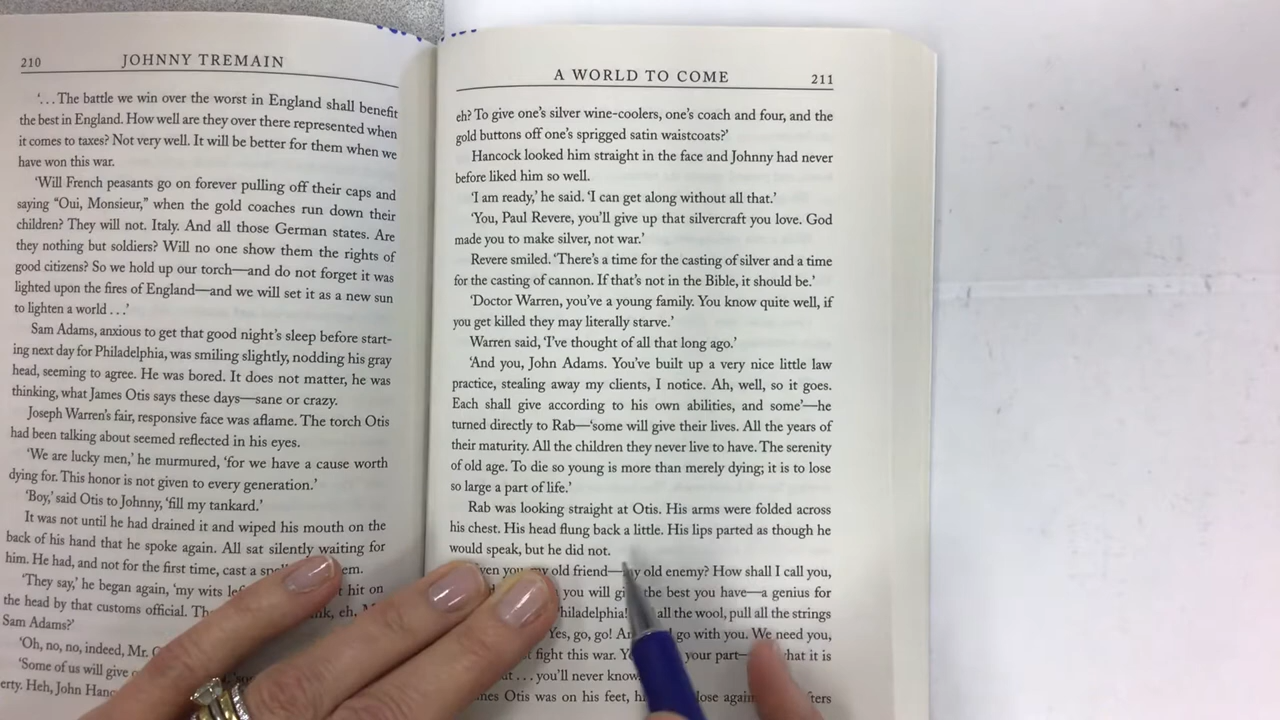 210 JOHNNY TREMAIN
‘. . . The battle we win over the worst in England shall benefit
the best in England. How well are they over there represented when
it comes to taxes? Not very well. It will be better for them when we
have won this war.
‘Will French peasants go on forever pulling off their caps and
saying “Oui, Monsieur,” when the gold coaches run down their
children? They will not. Italy. And all those German states. Are
they nothing but soldiers? Will no one show them the rights of
good citizens? So we hold up our torch—and do not forget it was
lighted upon the fires of England—and we will set it as a new sun
to lighten a world . . .’
Sam Adams, anxious to get that good night’s sleep before start-
ing next day for Philadelphia, was smiling slightly, nodding his gray
head, seeming to agree. He was bored. It does not matter, he was
thinking, what James Otis says these days—sane or crazy.
Joseph Warren’s fair, responsive face was aflame. The torch Otis
had been talking about seemed reflected in his eyes.
‘We are lucky men,’ he murmured, ‘for we have a cause worth
dying for. This honor is not given to every generation.’
‘Boy,’ said Otis to Johnny, ‘fill my tankard.’
It was not until he had drained it and wiped his mouth on the
back of his hand that he spoke again. All sat silently waiting for
him. He had, and not for the first time, cast a
‘They say,’ he began again, ‘my wits hit on
the head by that customs official. eh,
Sam Adams?’
‘Oh, no, no, indeed, Mr.
‘Some of us will give
erty. Heh, John
A WORLD TO COME 211
eh? To give one’s silver wine-coolers, one’s coach and four, and the
gold buttons off one’s sprigged satin waistcoats?’
Hancock looked him straight in the face and Johnny had never
before liked him so well.
‘I am ready,’ he said. ‘I can get along without all that.’
‘You, Paul Revere, you’ll give up that silvercraft you love. God
made you to make silver, not war.’
Revere smiled. ‘There’s a time for the casting of silver and a time
for the casting of cannon. If that’s not in the Bible, it should be.’
‘Doctor Warren, you’ve a young family. You know quite well, if
you get killed they may literally starve.’
Warren said, ‘I’ve thought of all that long ago.’
‘And you, John Adams. You’ve built up a very nice little law
practice, stealing away my clients, I notice. Ah, well, so it goes.
Each shall give according to his own abilities, and some’—he
turned directly to Rab—‘some will give their lives. All the years of
their maturity. All the children they never live to have. The serenity
of old age. To die so young is more than merely dying; it is to lose
so large a part of life.’
Rab was looking straight at Otis. His arms were folded across
his chest. His head flung back a little. His lips parted as though he
would speak, but he did not.
old friend—my old enemy? How shall I call you,
you will the best you have—a genius for
all the wool, pull all the strings
Yes, go, go! go with you. We need you,
fight this war. your part— what it is
. . . you’ll never know
Otis was on his feet,